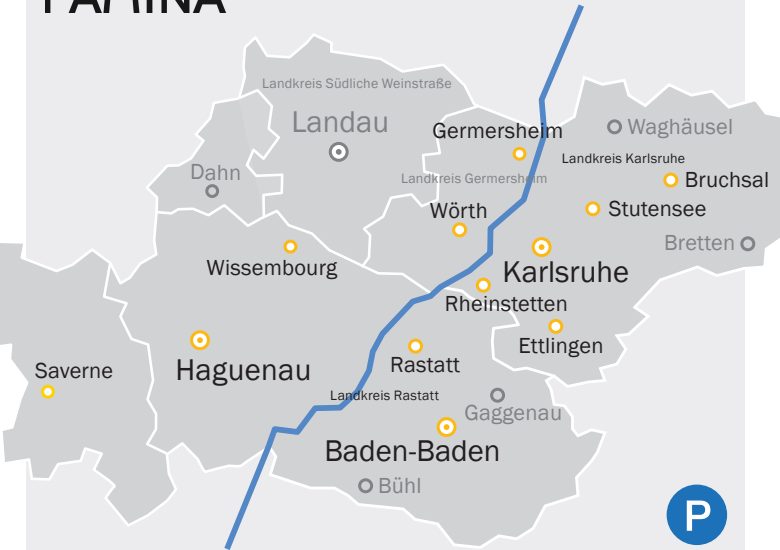 PAMINA
Landkreis Südliche Weinstraße
Landau
Germersheim
Waghäusel
Landkreis Karlsruhe
Dahn
Landkreis Germersheim
Bruchsal
Wörth
Stutensee
Bretten
Wissembourg
Karlsruhe
Rheinstetten
Ettlingen
Saverne
Haguenau
Rastatt
Landkreis Rastatt
Gaggenau
Baden-Baden
Bühl
P